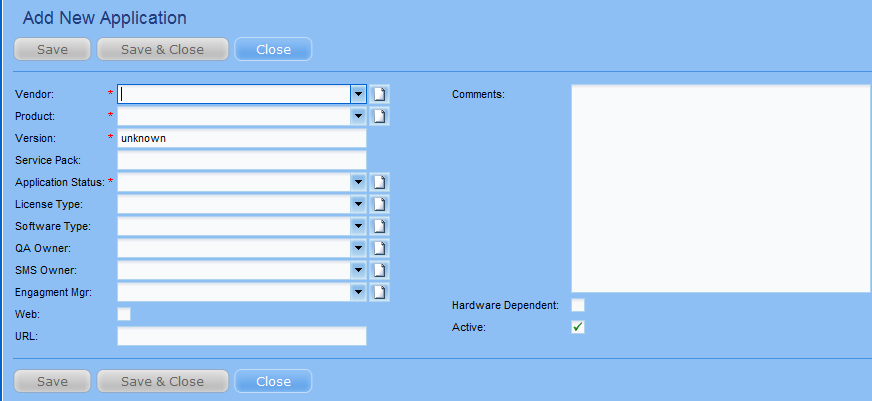 Add New Application
Save Save & Close Close
Vendor: *
Product: *
Version: * unknown
Service Pack:
Application Status: *
License Type:
Software Type:
QA Owner:
SMS Owner:
Engagment Mgr:
Web:
URL:
Comments:
Hardware Dependent:
Active:
Save Save & Close Close